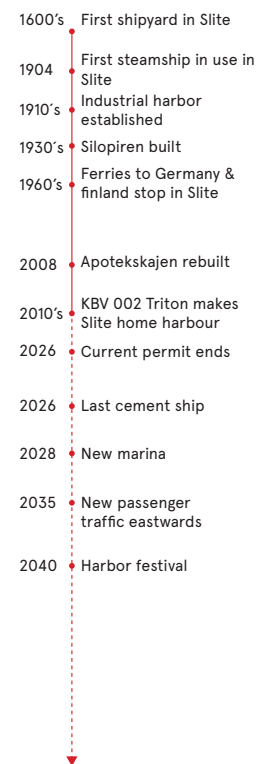 1600's First shipyard in Slite
1904 First steamship in use in
Slite
1910´s Industrial harbor
established
1930´s Silopiren built
1960's Ferries to Germany &
finland stop in Slite
2008 Apotekskajen rebuilt
2010's KBV 002 Triton makes
Slite home harbour
2026 Current permit ends
2026 Last cement ship
2028 New marina
2035 New passenger
traffic eastwards
2040 Harbor festival